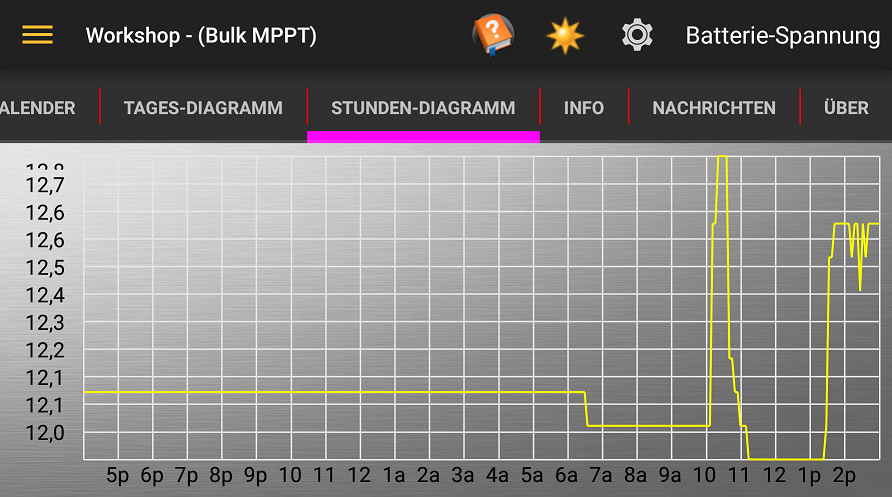 Workshop - (Bulk MPPT)
?
Batterie-Spannung
ALENDER
TAGES-DIAGRAMM
STUNDEN-DIAGRAMM
INFO
NACHRICHTEN
ÜBER
12,8
12,7
12,6
12,6
12,5
12,4
12,3
12,2
12,1
12,1
12,0
5p 6p 7p 8p 9p 10 11 12 1a 2a 3a 4a 5a 6a 7a 8a 9a 10 11 12 1p 2p